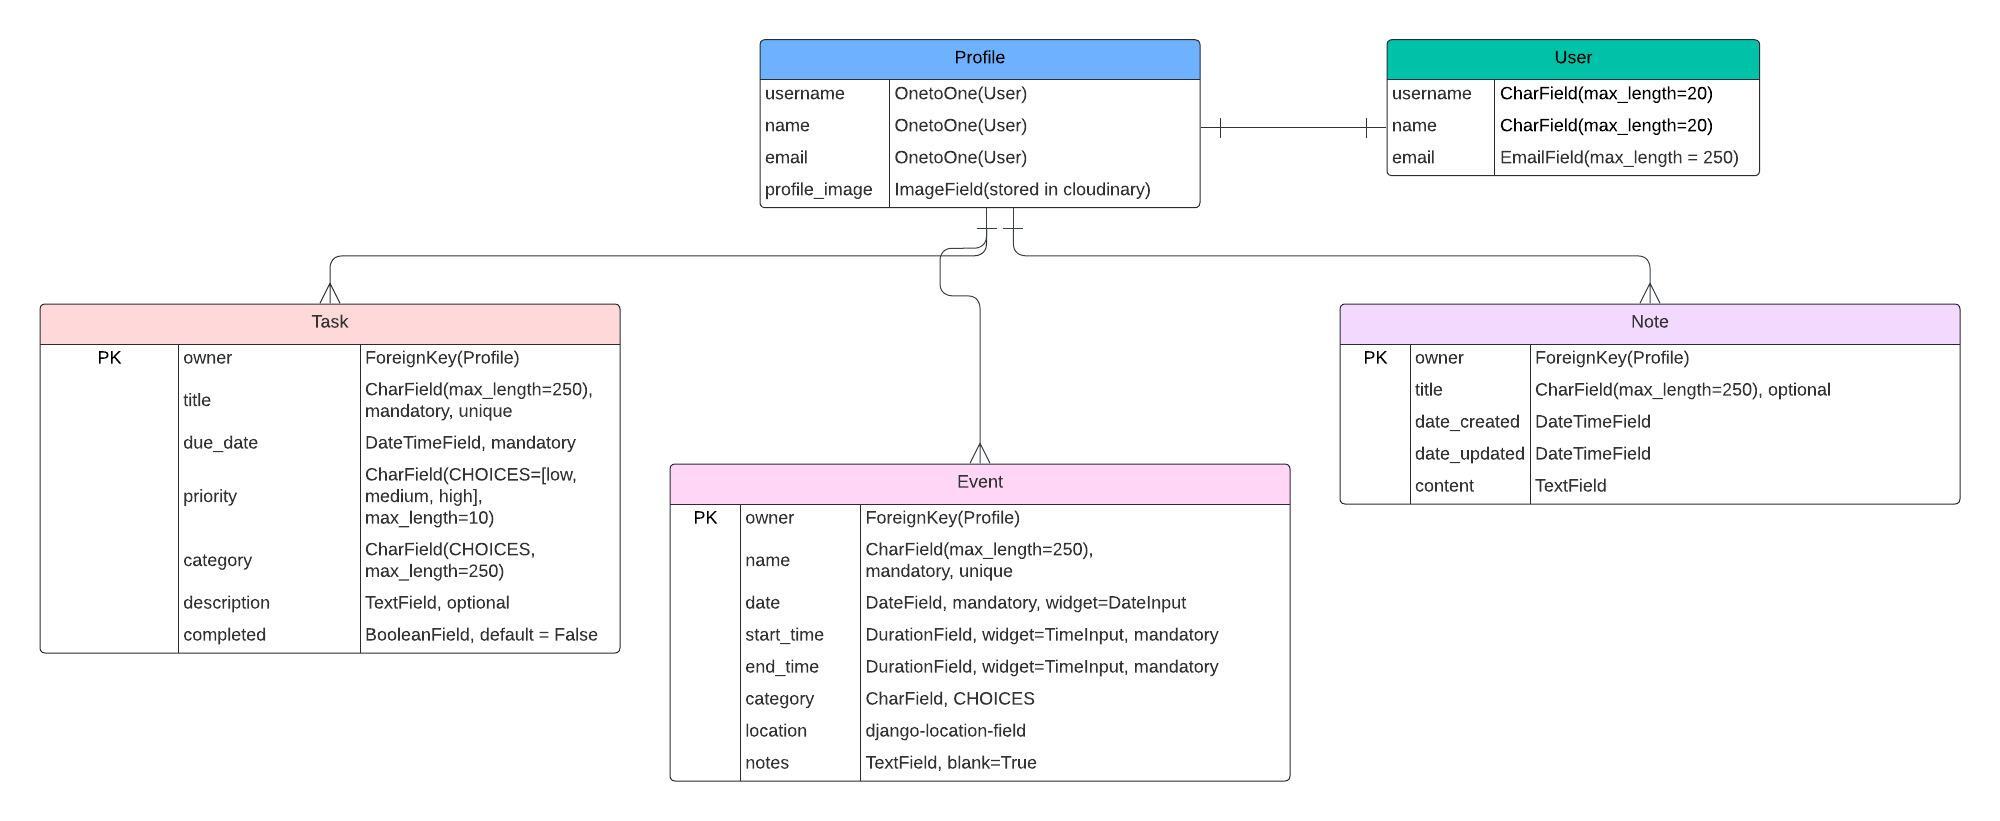 Profile
username OnetoOne(User)
name OnetoOne(User)
email OnetoOne(User)
profile_image ImageField(stored in cloudinary)
User
username CharField(max_length=20)
name CharField(max_length=20)
email EmailField(max_length = 250)
Task
PK owner ForeignKey(Profile)
title CharField(max_length=250),
mandatory, unique
due_date DateTimeField, mandatory
priority CharField(CHOICES=[low,
medium, high],
max_length=10)
category CharField(CHOICES,
max_length=250)
description TextField, optional
completed BooleanField, default = False
Event
PK owner ForeignKey(Profile)
name CharField(max_length=250),
mandatory, unique
date DateField, mandatory, widget=DateInput
start_time DurationField, widget=TimeInput, mandatory
end_time DurationField, widget=TimeInput, mandatory
category CharField, CHOICES
location django-location-field
notes TextField, blank=True
Note
PK owner ForeignKey(Profile)
title CharField(max_length=250), optional
date_created DateTimeField
date_updated DateTimeField
content TextField